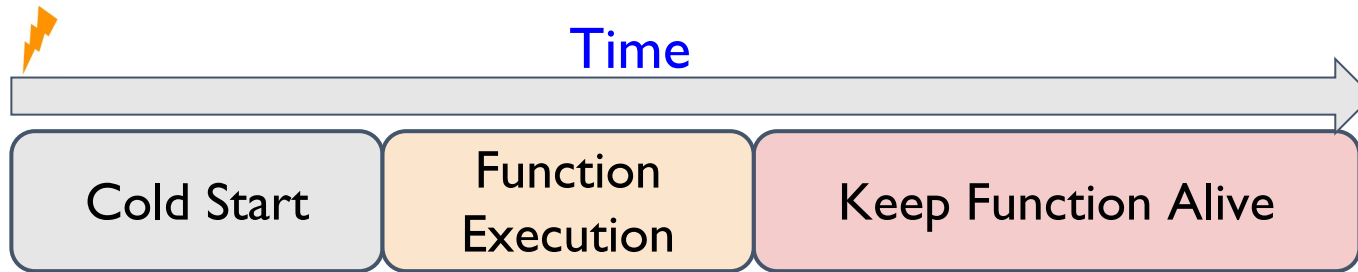 Time
Cold Start
Function
Execution
Keep Function Alive